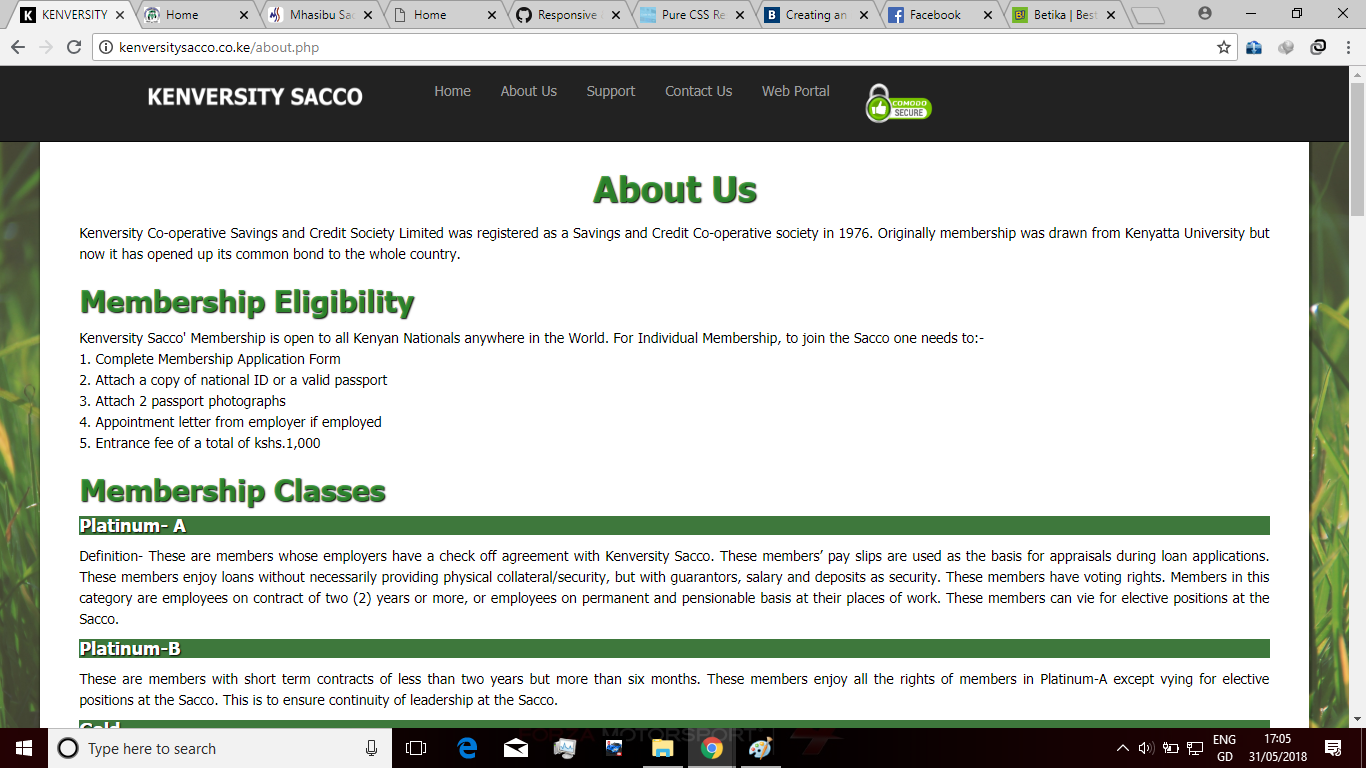 KENVERSITY
Home
Mhasibu Sa
Home
Responsive
Pure CSS Re
Creating an
Facebook
Betika | Best
kenversitysacco.co.ke/about.php
KENVERSITY SACCO
Home
About Us
Support
Contact Us
Web Portal
COMODO
SECURE
About Us
Kenversity Co-operative Savings and Credit Society Limited was registered as a Savings and Credit Co-operative society in 1976. Originally membership was drawn from Kenyatta University but
now it has opened up its common bond to the whole country.
Membership Eligibility
Kenversity Sacco' Membership is open to all Kenyan Nationals anywhere in the World. For Individual Membership, to join the Sacco one needs to:-
1. Complete Membership Application Form
2. Attach a copy of national ID or a valid passport
3. Attach 2 passport photographs
4. Appointment letter from employer if employed
5. Entrance fee of a total of kshs.1,000
Membership Classes
Platinum- A
Definition- These are members whose employers have a check off agreement with Kenversity Sacco. These members’ pay slips are used as the basis for appraisals during loan applications.
These members enjoy loans without necessarily providing physical collateral/security, but with guarantors, salary and deposits as security. These members have voting rights. Members in this
category are employees on contract of two (2) years or more, or employees on permanent and pensionable basis at their places of work. These members can vie for elective positions at the
Sacco.
Platinum-B
These are members with short term contracts of less than two years but more than six months. These members enjoy all the rights of members in Platinum-A except vying for elective
positions at the Sacco. This is to ensure continuity of leadership at the Sacco.
Gold
Type here to search
MOTORSPORT
ENG
GD
17:05
31/05/2018